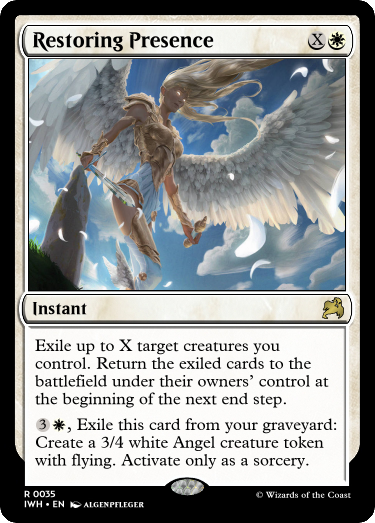 Restoring Presence X
Instant
Exile up to X target creatures you
control. Return the exiled cards to the
battlefield under their owners' control at
the beginning of the next end step.
3, Exile this card from your graveyard:
Create a 3/4 white Angel creature token
with flying. Activate only as a sorcery.
R 0035
IWH • EN ALGENPFLEGER
© Wizards of the Coast